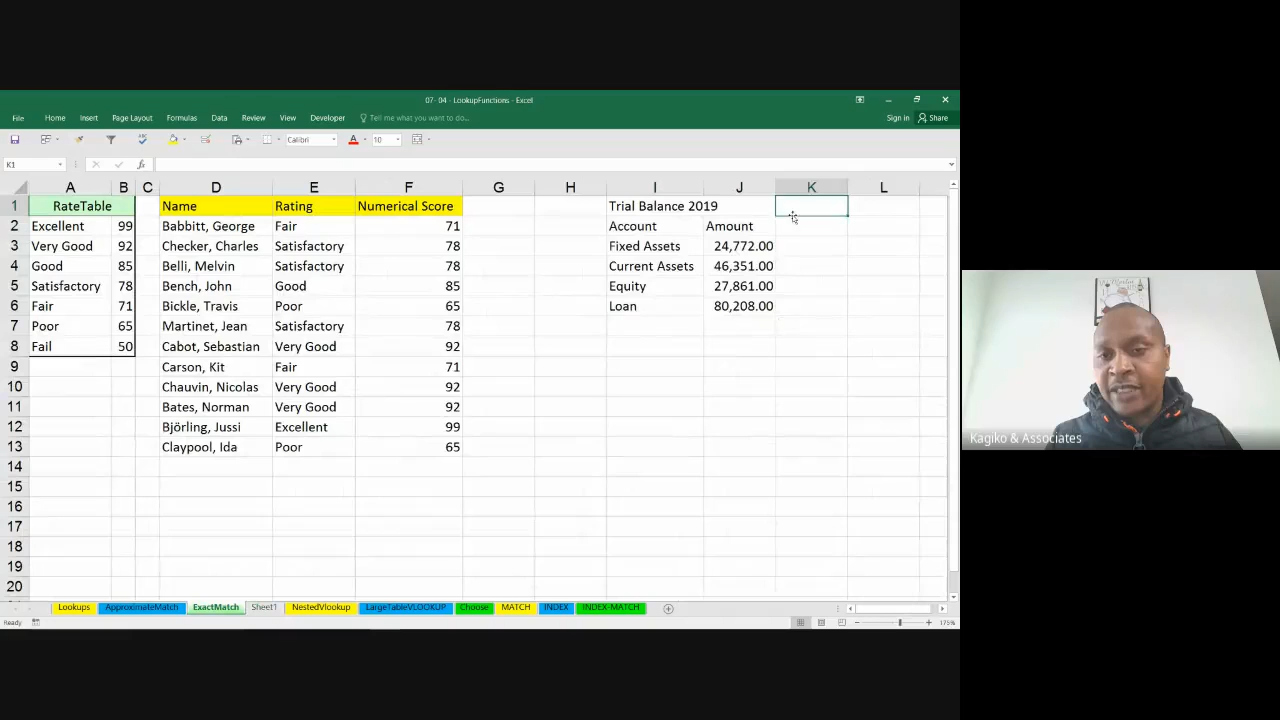 07- 04 - LookupFunctions - Excel
File Home Insert Page Layout Formulas Data Review View Developer Tell me what you want to do... Sign in Share
Calibri 10
K1
A B C D E F G H I J K L
1 RateTable Name Rating Numerical Score Trial Balance 2019
2 Excellent 99 Babbitt, George Fair 71 Account Amount
3 Very Good 92 Checker, Charles Satisfactory 78 Fixed Assets 24,772.00
4 Good 85 Belli, Melvin Satisfactory 78 Current Assets 46,351.00
5 Satisfactory 78 Bench, John Good 85 Equity 27,861.00
6 Fair 71 Bickle, Travis Poor 65 Loan 80,208.00
7 Poor 65 Martinet, Jean Satisfactory 78
8 Fail 50 Cabot, Sebastian Very Good 92
9 Carson, Kit Fair 71
10 Chauvin, Nicolas Very Good 92
11 Bates, Norman Very Good 92
12 Björling, Jussi Excellent 99
13 Claypool, Ida Poor 65
14
15
16
17
18
19
20
Lookups ApproximateMatch ExactMatch Sheet1 NestedVlookup LargeTableVLOOKUP Choose MATCH INDEX INDEX-MATCH
Ready 175%
Kagiko & Associates